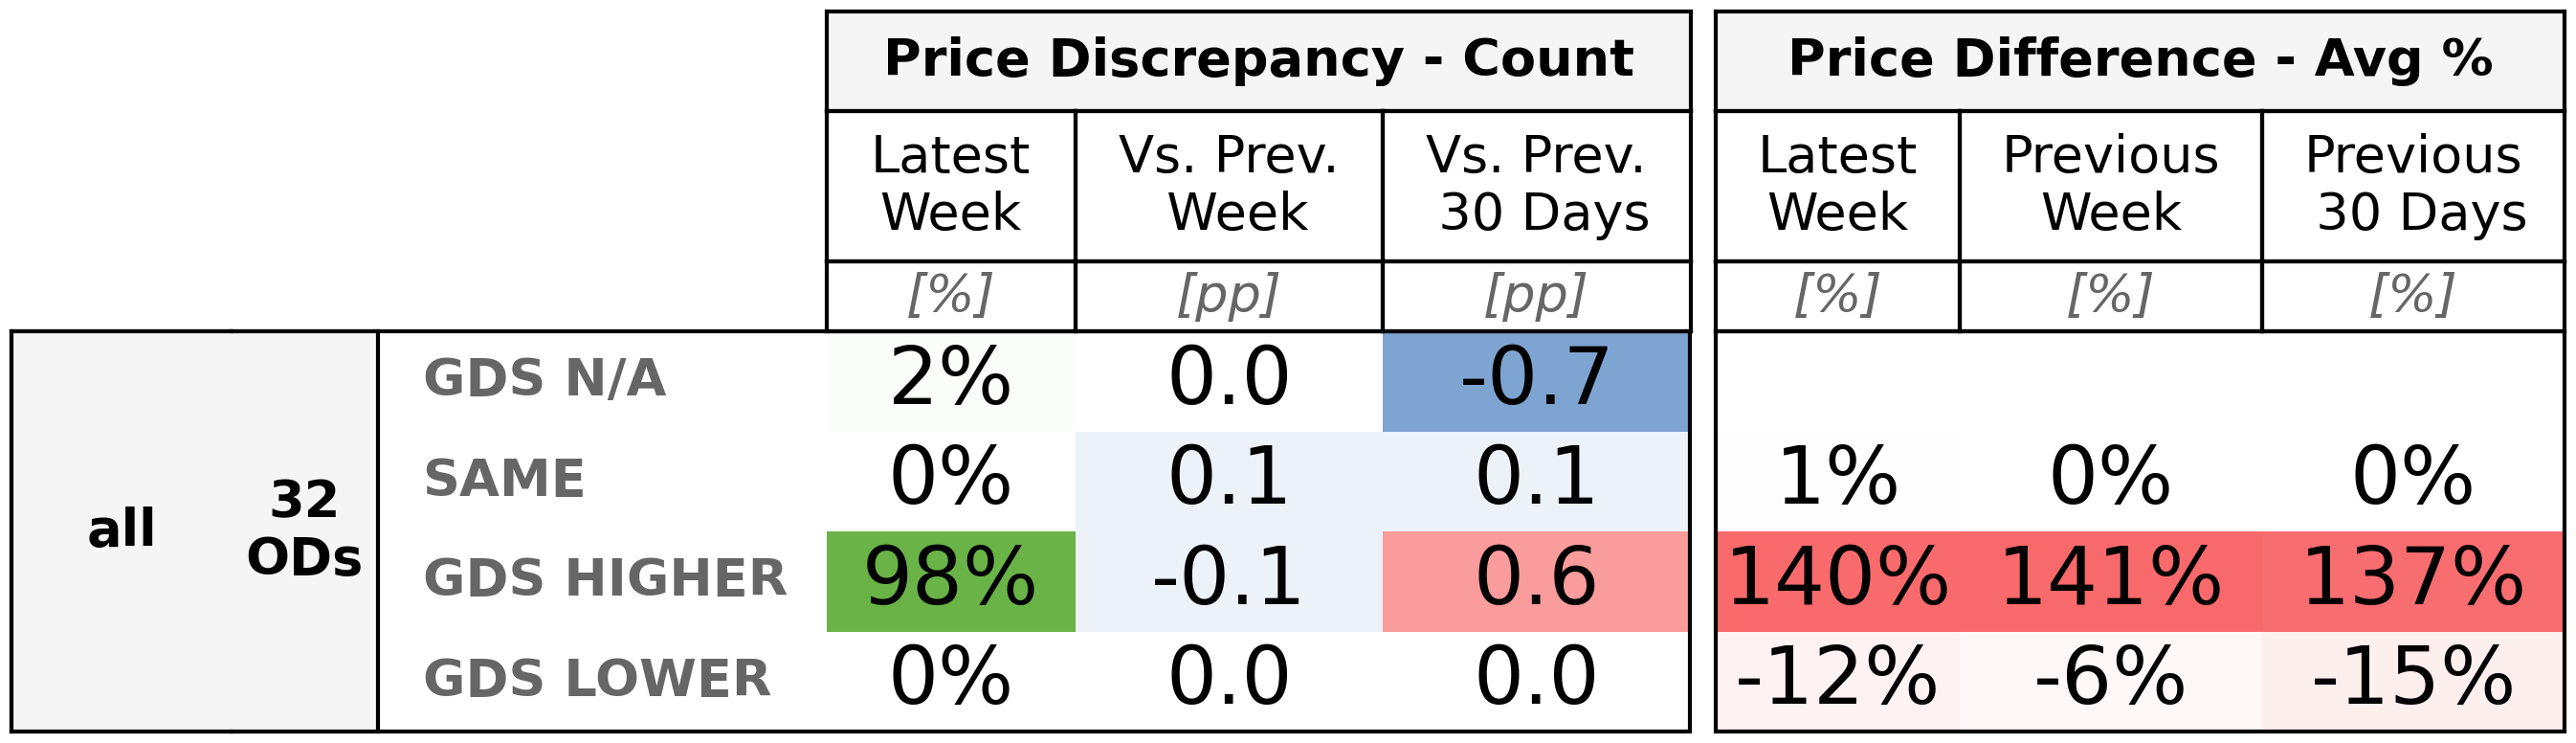 Price Discrepancy - Count Price Difference - Avg %
Latest Week Vs. Prev. Week Vs. Prev. 30 Days Latest Week Previous Week Previous 30 Days
[%] [pp] [pp] [%] [%] [%]
all 32 ODs
GDS N/A 2% 0.0 -0.7
SAME 0% 0.1 0.1 1% 0% 0%
GDS HIGHER 98% -0.1 0.6 140% 141% 137%
GDS LOWER 0% 0.0 0.0 -12% -6% -15%